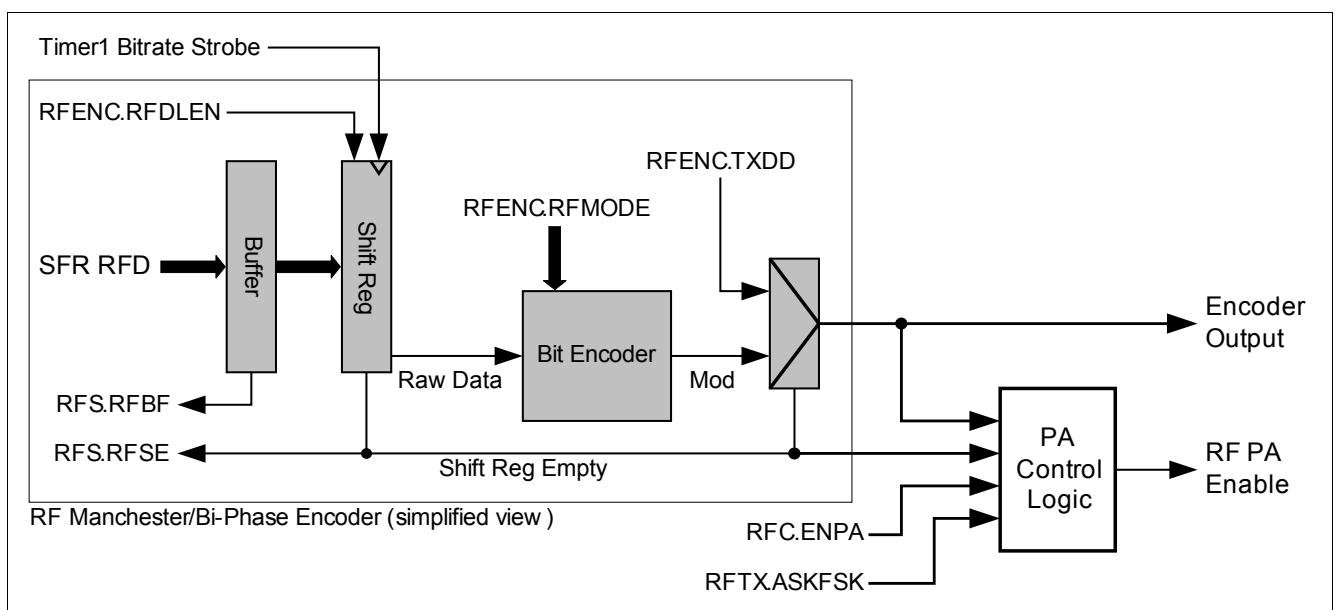 Timer1 Bitrate Strobe
RFENC.RFDLEN
RFENC.TXDD
RFENC.RFMODE
SFR RFD
Buffer
Shift Reg
Bit Encoder
Raw Data
Mod
Encoder
Output
RFS.RFBF
RFS.RFSE
Shift Reg Empty
PA
Control
Logic
RF PA
Enable
RF Manchester/Bi-Phase Encoder (simplified view )
RFC.ENPA
RFTX.ASKFSK